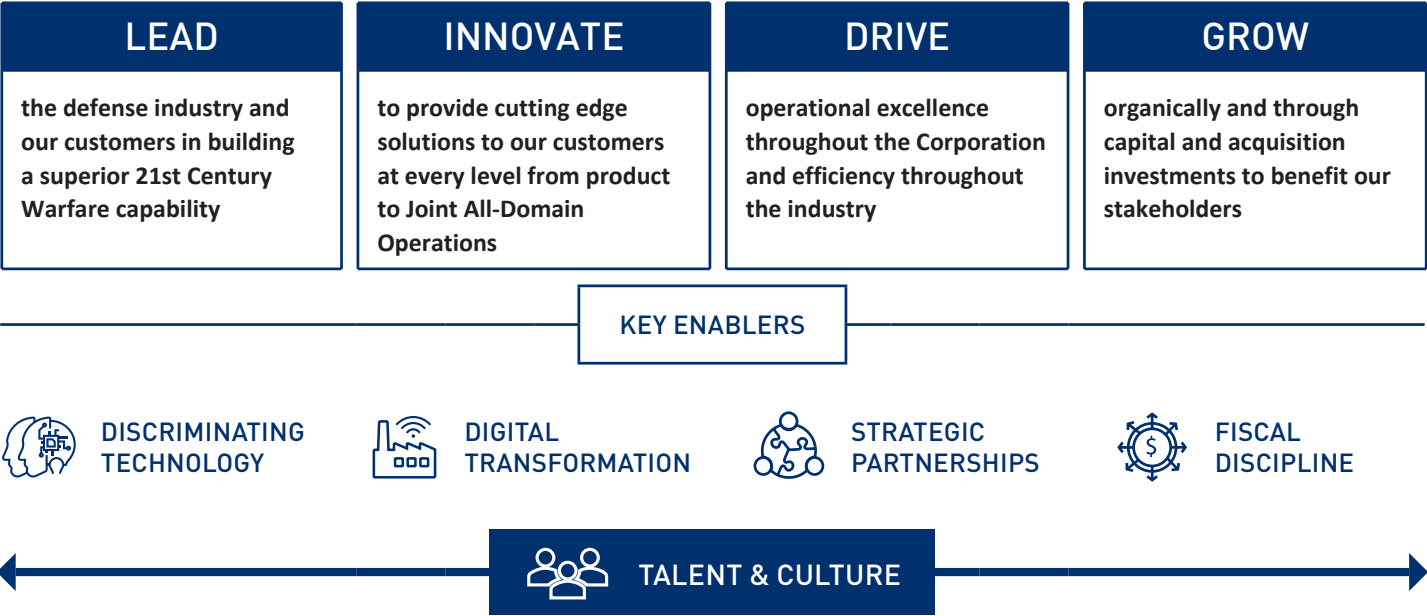 LEAD
the defense industry and
our customers in building
a superior 21st Century
Warfare capability
INNOVATE
to provide cutting edge
solutions to our customers
at every level from product
to Joint All-Domain
Operations
DRIVE
operational excellence
throughout the Corporation
and efficiency throughout
the industry
GROW
organically and through
capital and acquisition
investments to benefit our
stakeholders
KEY ENABLERS
DISCRIMINATING
TECHNOLOGY
DIGITAL
TRANSFORMATION
STRATEGIC
PARTNERSHIPS
$
FISCAL
DISCIPLINE
TALENT & CULTURE